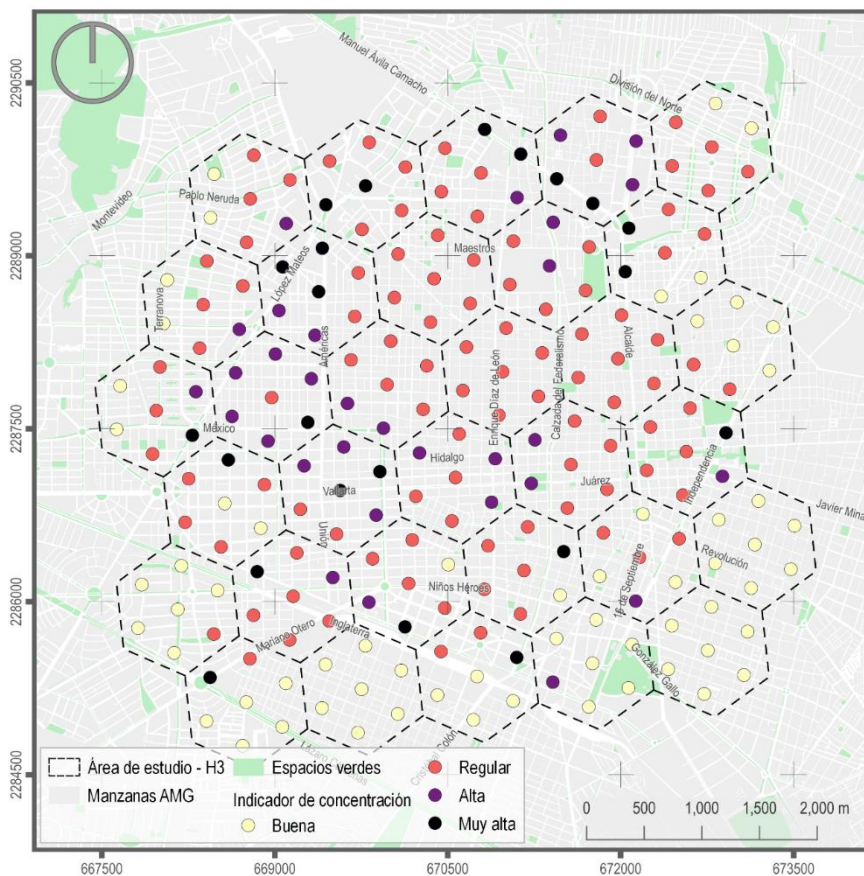 Manuel Ávila Camacho
División del Norte
2290500
Pablo Neruda
Montevideo
2289000
Maestros
López Mateos
Terranova
Américas
Alcaide
Enrique Díaz de León
Calzada del Federalismo
2287500
México
Hidalgo
Independencia
Vallarta
Juárez
Javier Mina
Unión
Revolución
2286000
Niños Héroes
16 de Septiembre
Mariano Otero
Inglaterra
González Gallo
Lázaro Cárdenas
Cristóbal Colón
2284500
Área de estudio - H3
Espacios verdes
Regular
Manzanas AMG
Indicador de concentración
Alta
Buena
Muy alta
0 500 1,000 1,500 2,000 m
667500 669000 670500 672000 673500